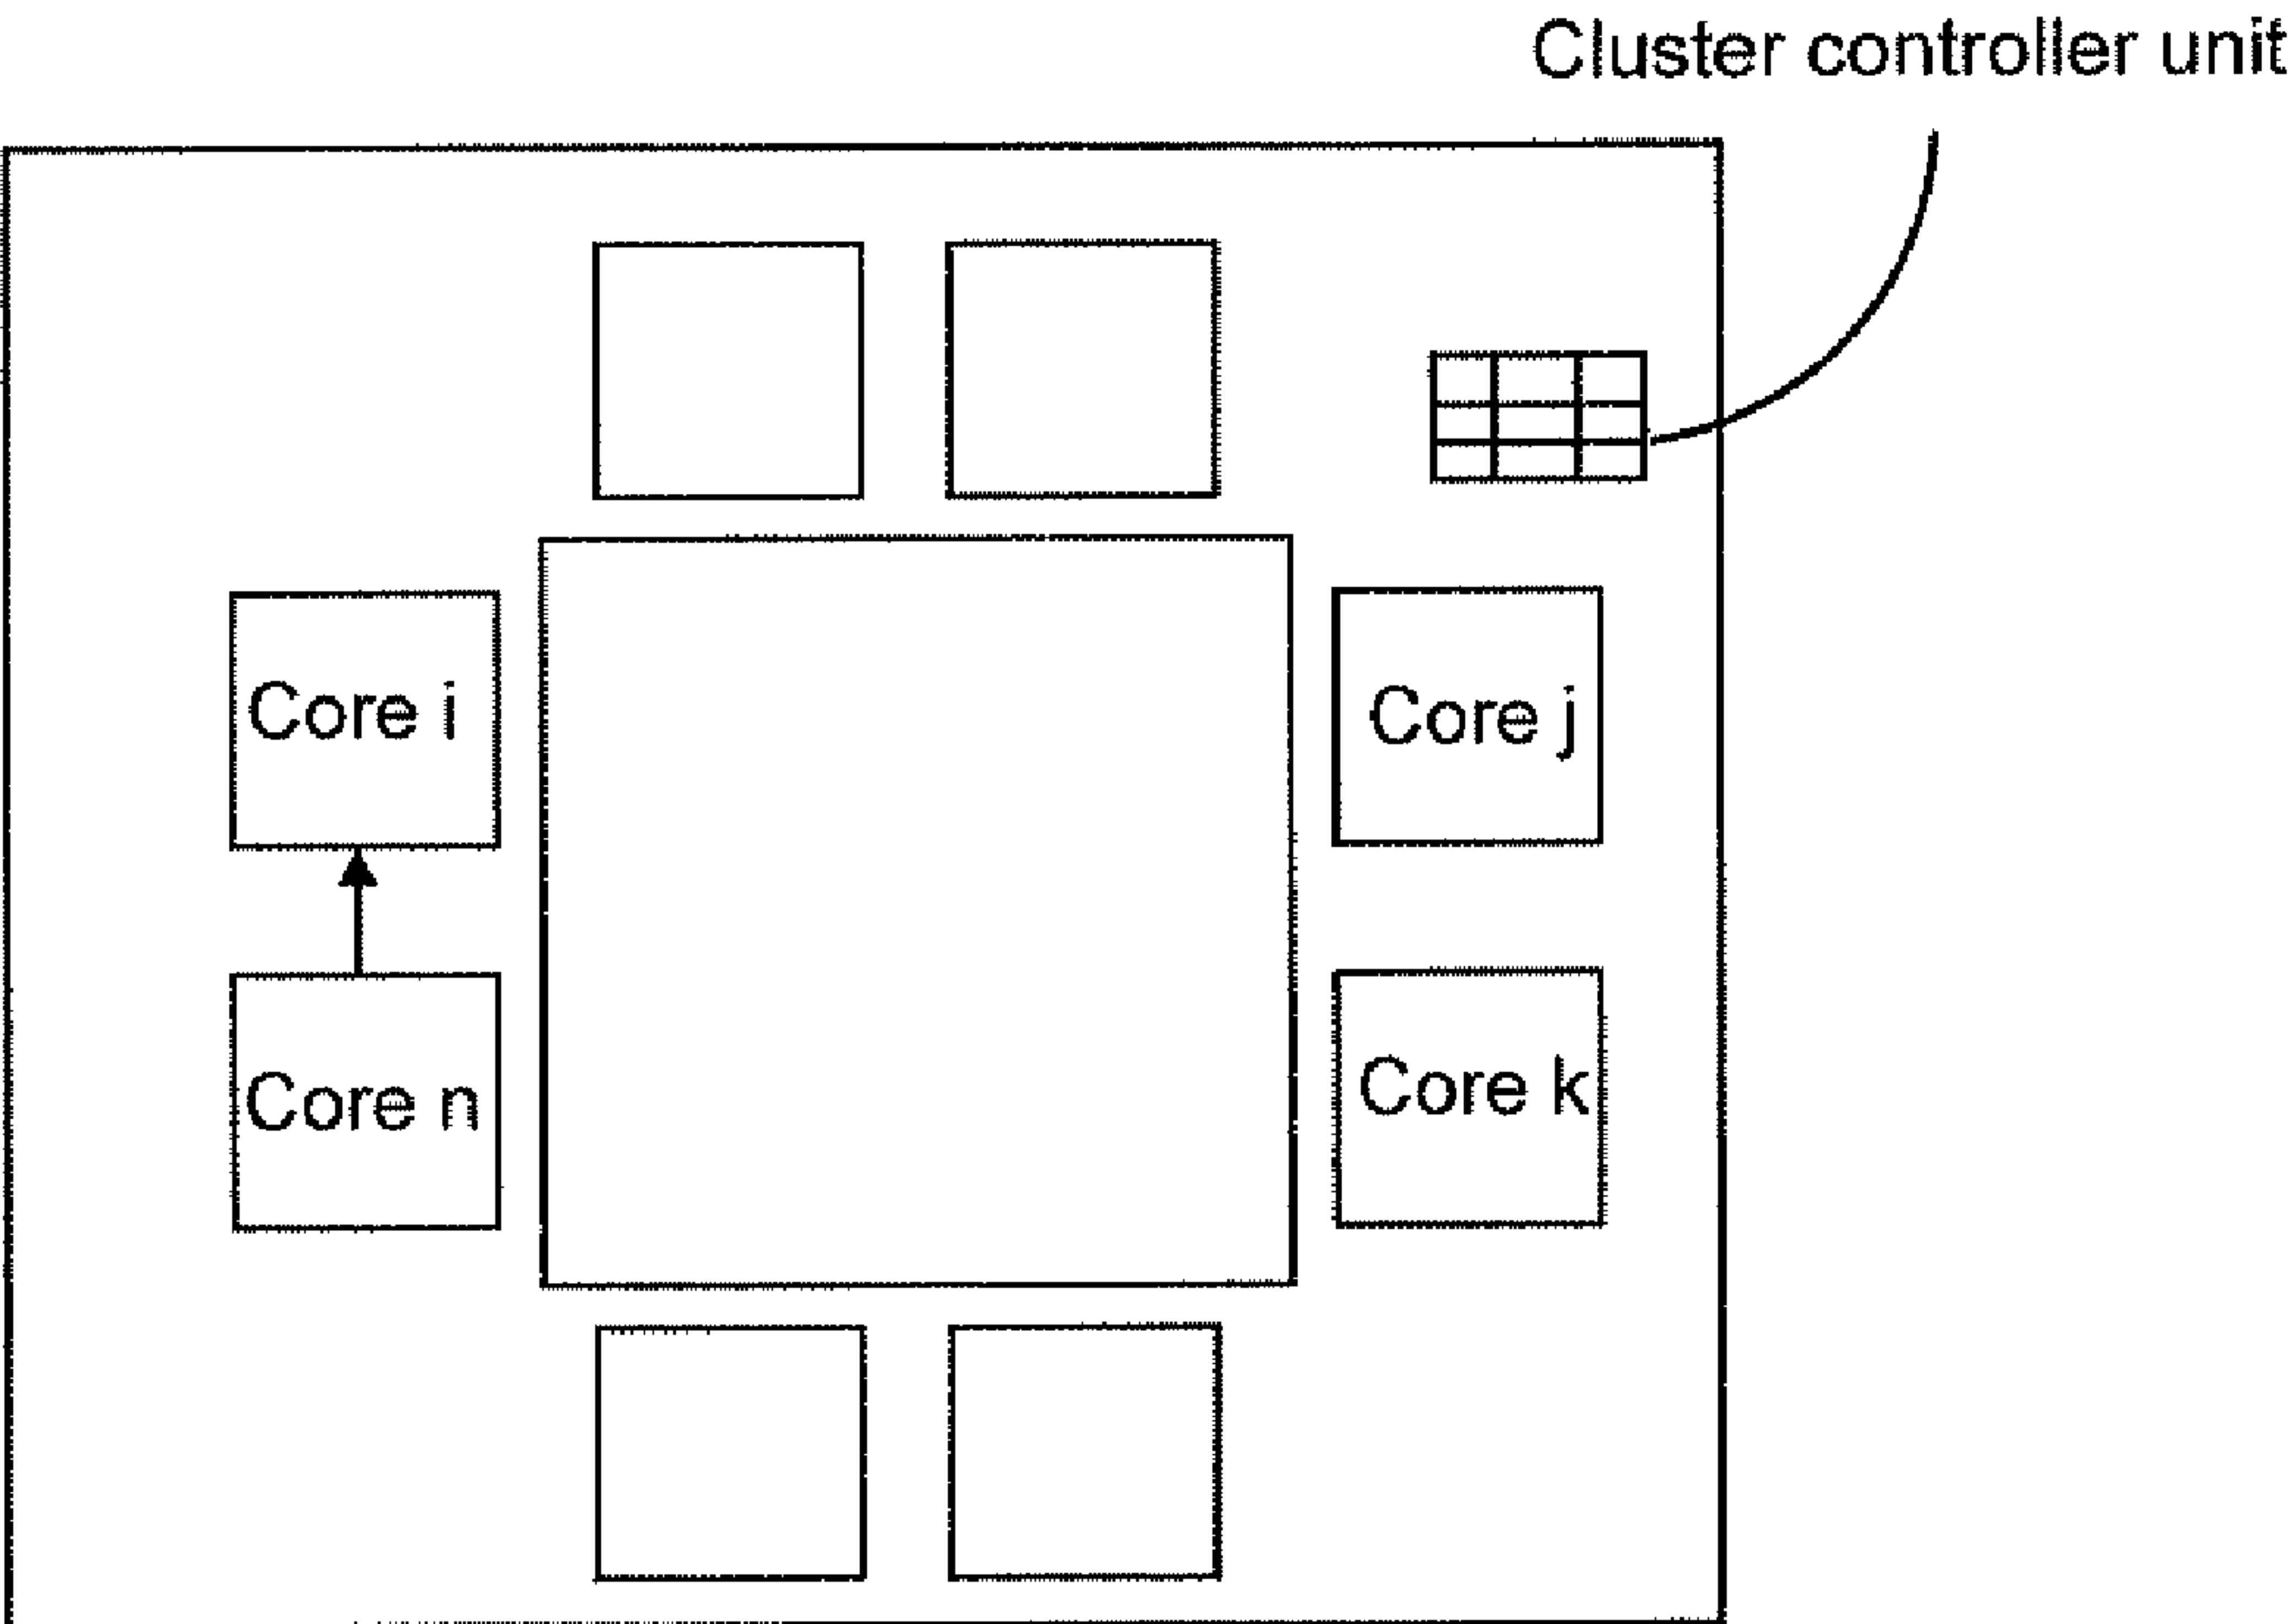 Cluster controller unit
Core i
Core j
Core n
Core k